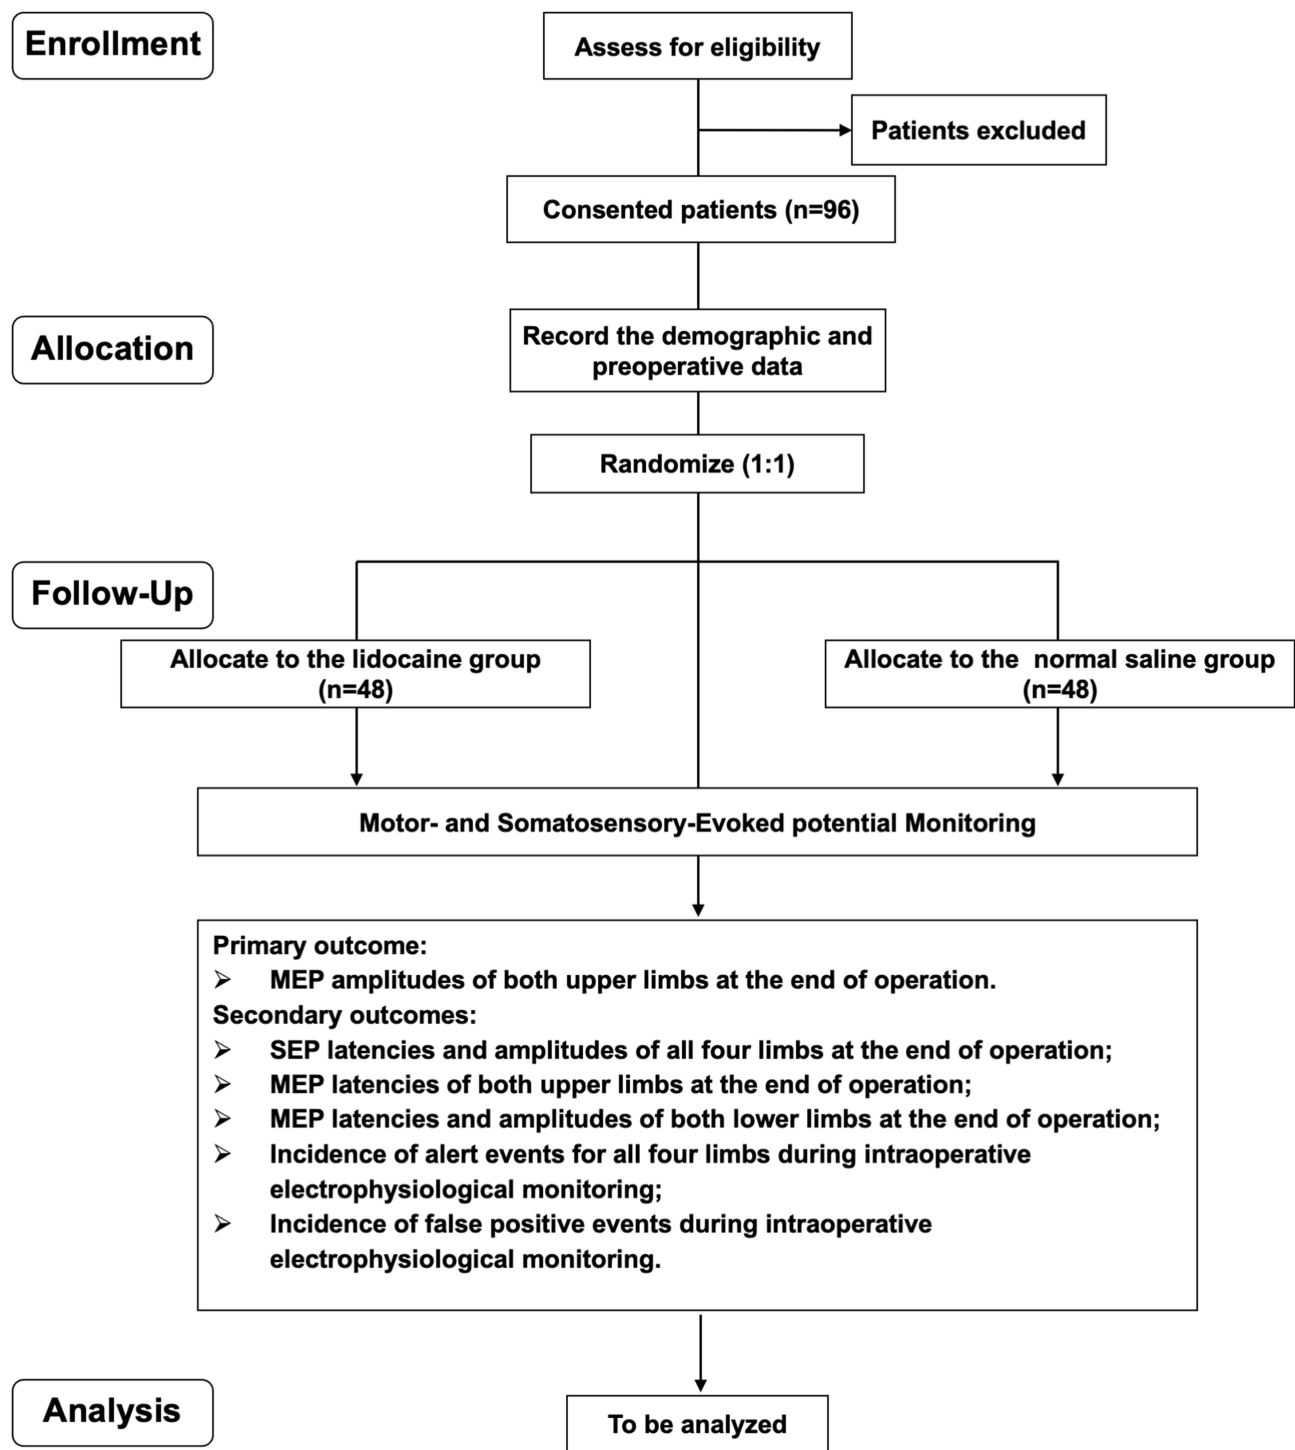 Enrollment
Assess for eligibility
Patients excluded
Consented patients (n=96)
Allocation
Record the demographic and
preoperative data
Randomize (1:1)
Follow-Up
Allocate to the lidocaine group
(n=48)
Allocate to the normal saline group
(n=48)
Motor- and Somatosensory-Evoked potential Monitoring
Primary outcome:
➢ MEP amplitudes of both upper limbs at the end of operation.
Secondary outcomes:
➢ SEP latencies and amplitudes of all four limbs at the end of operation;
➢ MEP latencies of both upper limbs at the end of operation;
➢ MEP latencies and amplitudes of both lower limbs at the end of operation;
➢ Incidence of alert events for all four limbs during intraoperative
electrophysiological monitoring;
➢ Incidence of false positive events during intraoperative
electrophysiological monitoring.
Analysis
To be analyzed